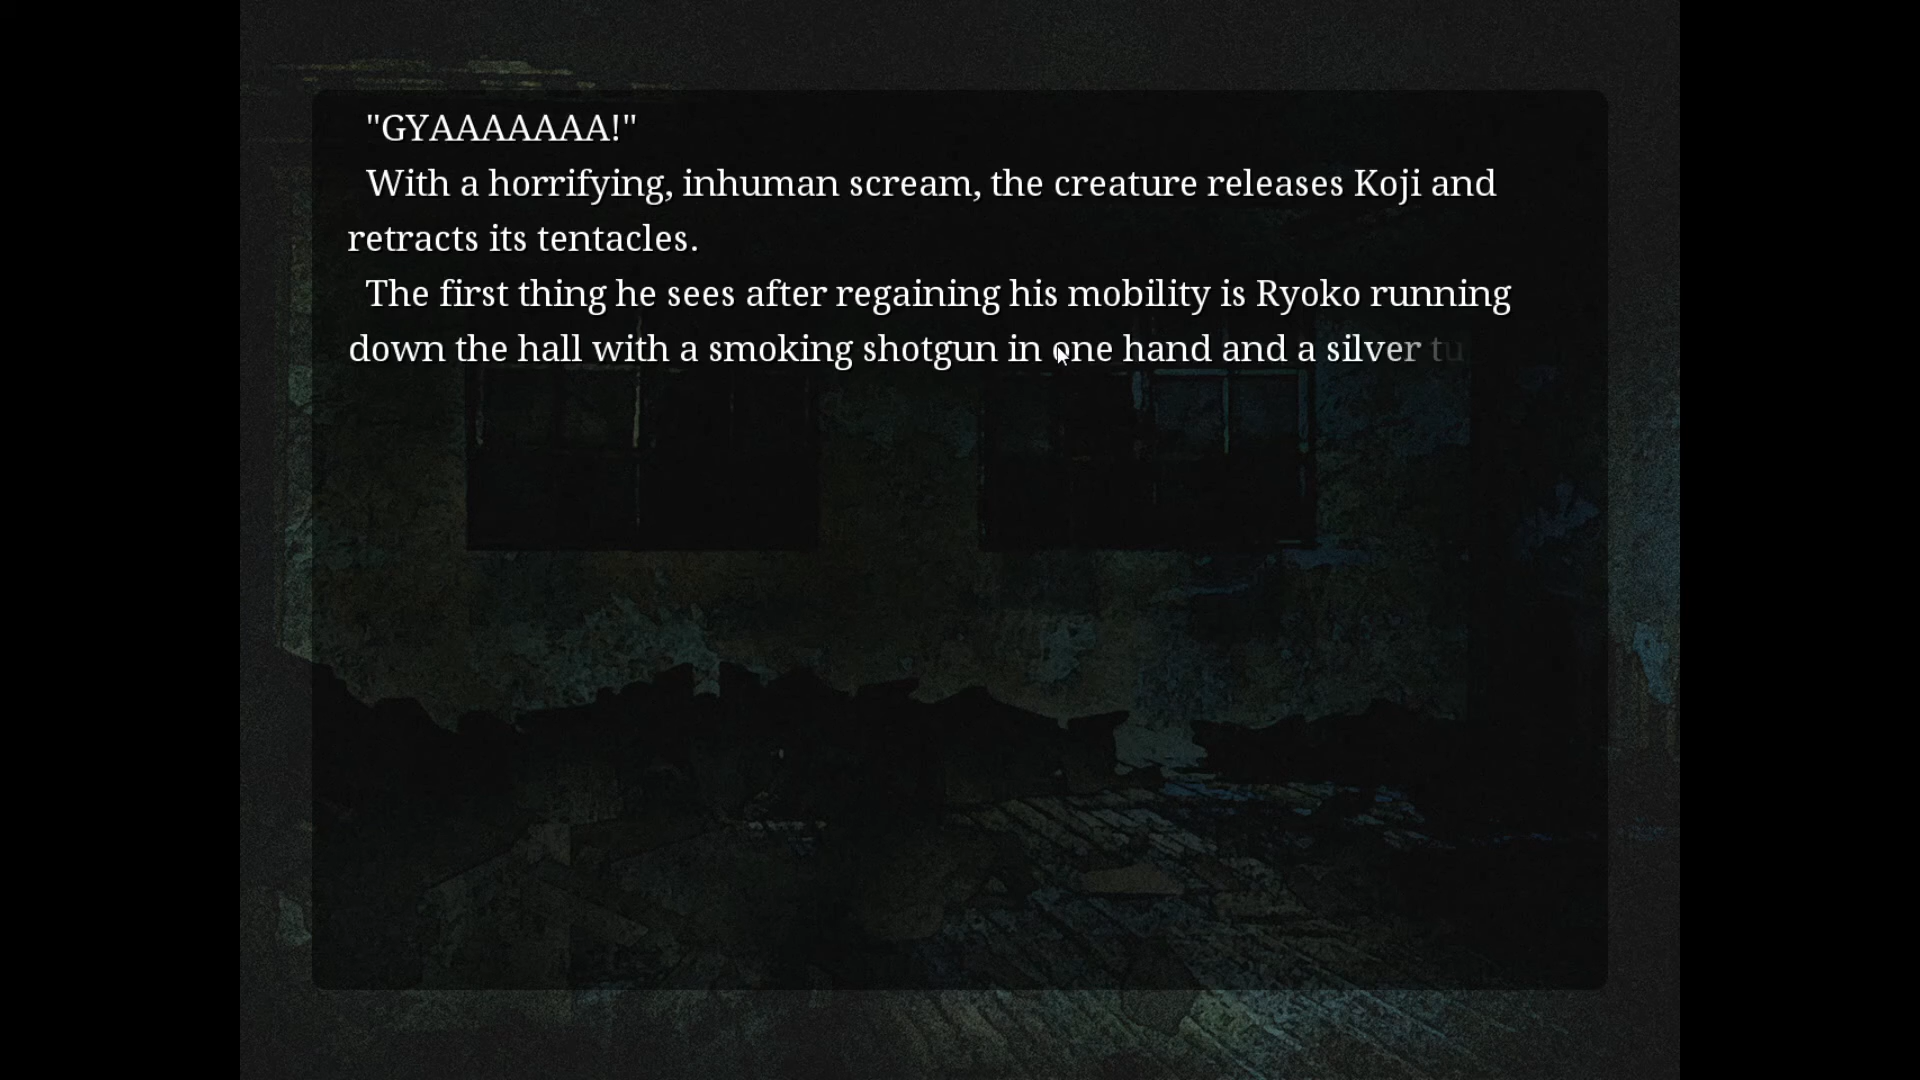 "GYAAAAAAA!"
With a horrifying, inhuman scream, the creature releases Koji and
retracts its tentacles.
The first thing he sees after regaining his mobility is Ryoko running
down the hall with a smoking shotgun in one hand and a silver tu